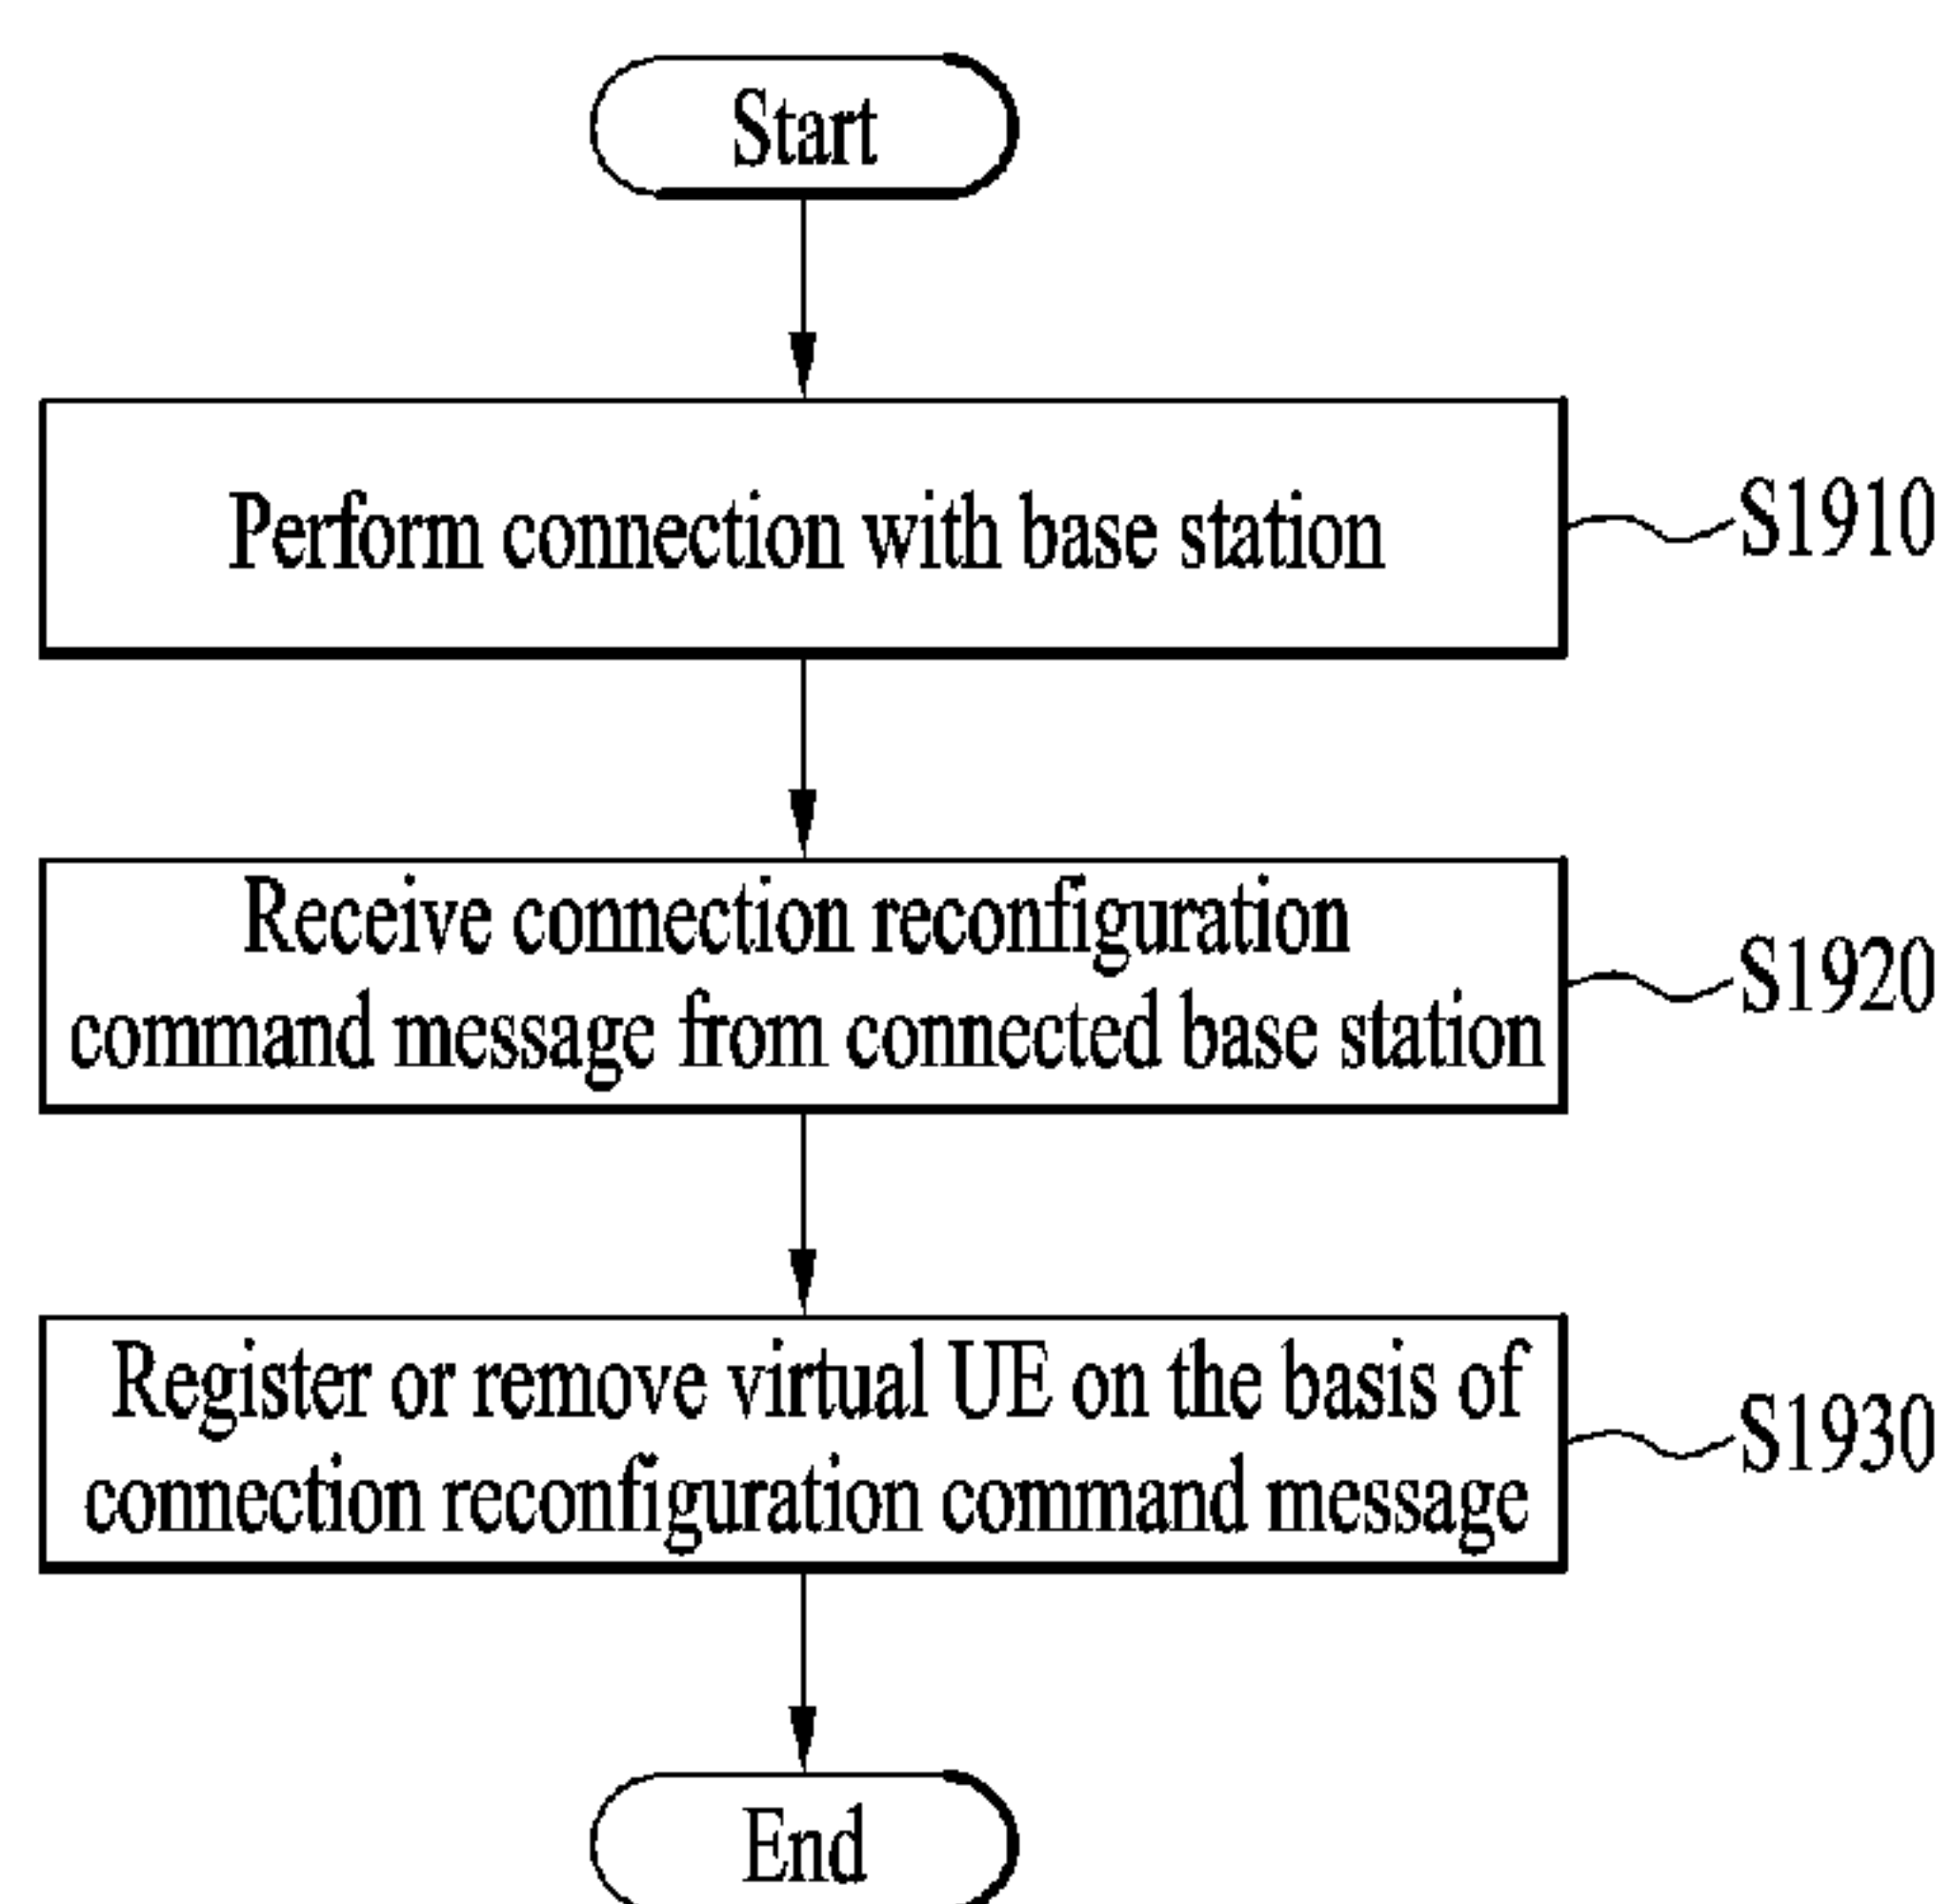 Start
Perform connection with base station
S1910
Receive connection reconfiguration
command message from connected base station
S1920
Register or remove virtual UE on the basis of
connection reconfiguration command message
S1930
End